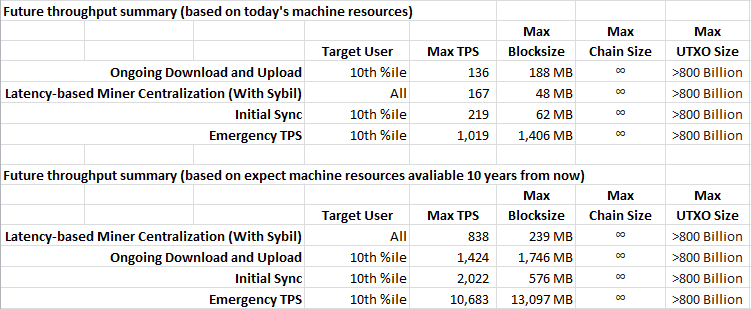 Future throughput summary (based on today's machine resources)
Max Max Max
Target User Max TPS Blocksize Chain Size UTXO Size
Ongoing Download and Upload 10th %ile 136 188 MB ∞ >800 Billion
Latency-based Miner Centralization (With Sybil) All 167 48 MB ∞ >800 Billion
Initial Sync 10th %ile 219 62 MB ∞ >800 Billion
Emergency TPS 10th %ile 1,019 1,406 MB ∞ >800 Billion
Future throughput summary (based on expect machine resources avaliable 10 years from now)
Max Max Max
Target User Max TPS Blocksize Chain Size UTXO Size
Latency-based Miner Centralization (With Sybil) All 838 239 MB ∞ >800 Billion
Ongoing Download and Upload 10th %ile 1,424 1,746 MB ∞ >800 Billion
Initial Sync 10th %ile 2,022 576 MB ∞ >800 Billion
Emergency TPS 10th %ile 10,683 13,097 MB ∞ >800 Billion